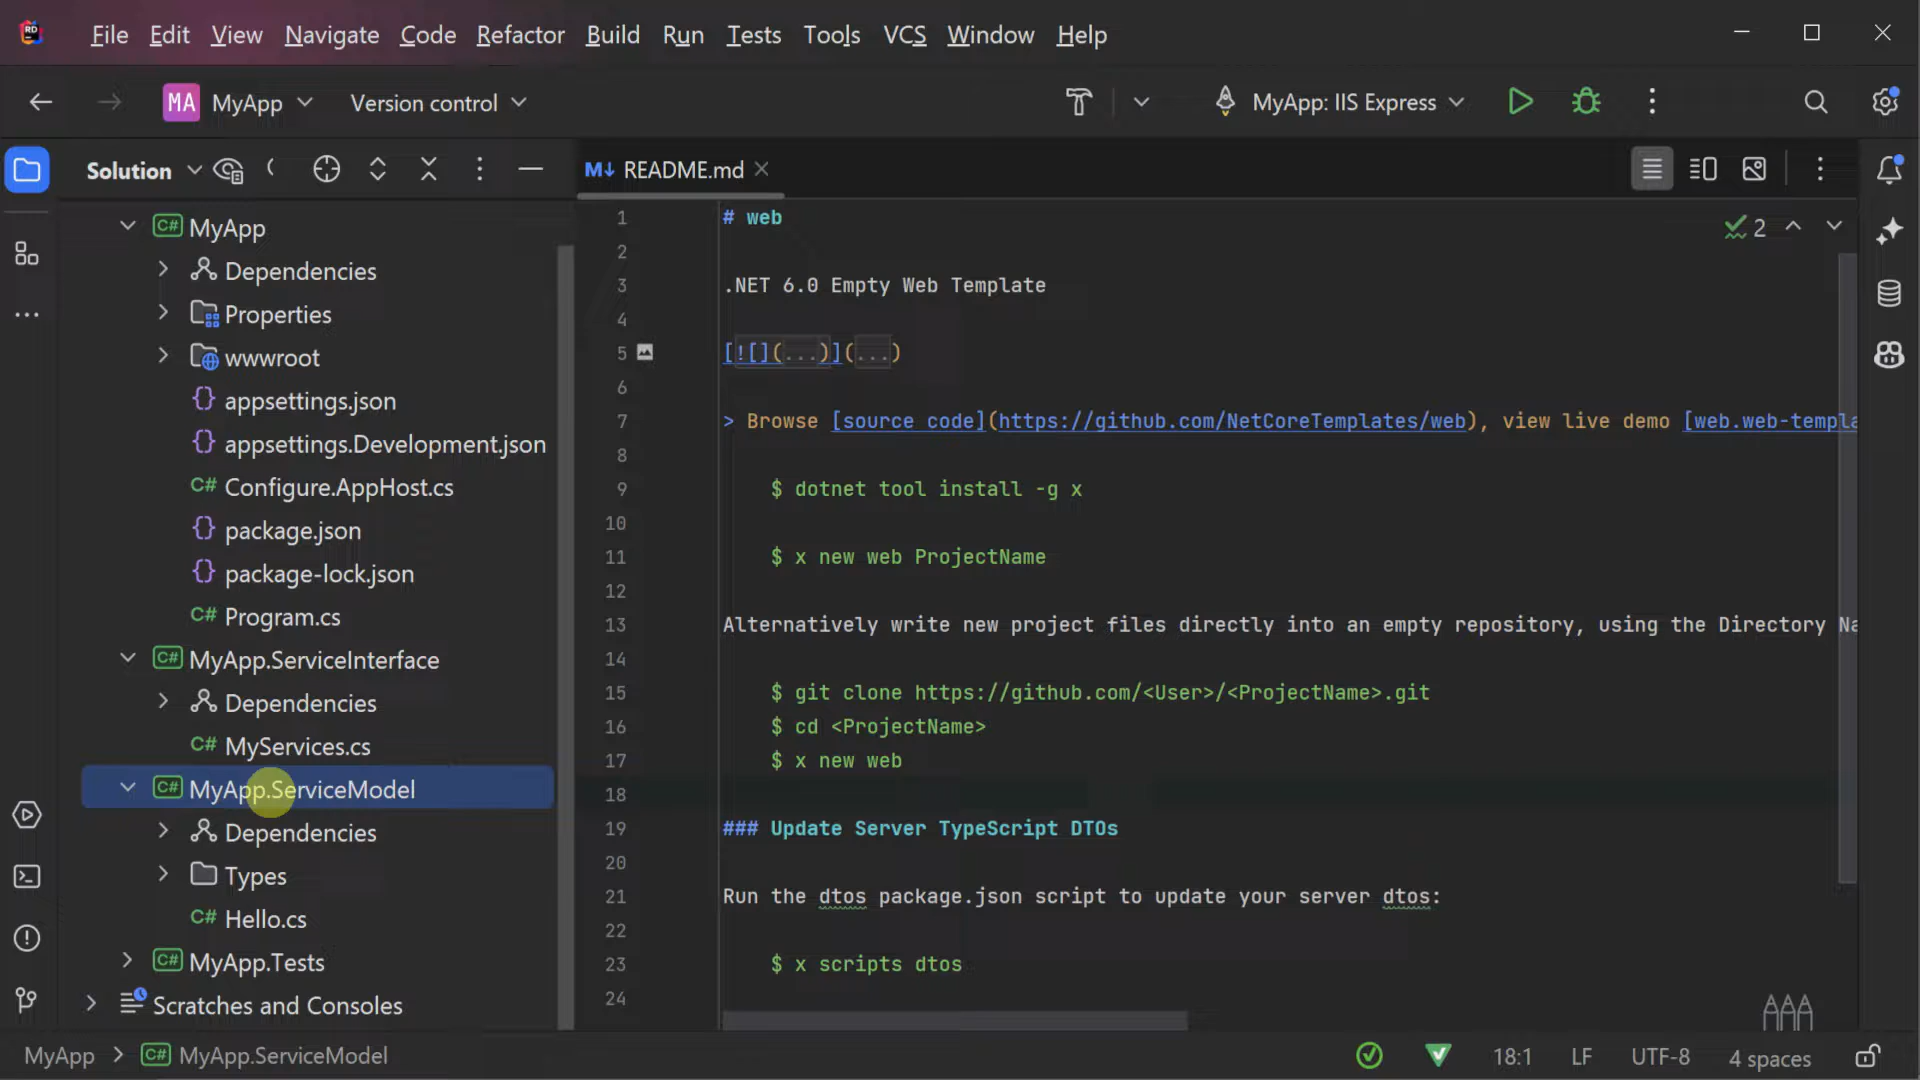 RD
File Edit View Navigate Code Refactor Build Run Tests Tools VCS Window Help
MA MyApp Version control
MyApp: IIS Express
Solution
M↓ README.md
MyApp
Dependencies
Properties
wwwroot
{} appsettings.json
{} appsettings.Development.json
C# Configure.AppHost.cs
{} package.json
{} package-lock.json
C# Program.cs
C# MyApp.ServiceInterface
Dependencies
C# MyServices.cs
C# MyApp.ServiceModel
Dependencies
Types
C# Hello.cs
C# MyApp.Tests
Scratches and Consoles
2
1 # web
2
3 .NET 6.0 Empty Web Template
4
5 [![](...)](...)
6
7 > Browse [source code](https://github.com/NetCoreTemplates/web), view live demo [web.web-templa
8
9 $ dotnet tool install -g x
10
11 $ x new web ProjectName
12
13 Alternatively write new project files directly into an empty repository, using the Directory Na
14
15 $ git clone https://github.com/<User>/<ProjectName>.git
16 $ cd <ProjectName>
17 $ x new web
18
19 ### Update Server TypeScript DTOs
20
21 Run the dtos package.json script to update your server dtos:
22
23 $ x scripts dtos
24
MyApp > C# MyApp.ServiceModel
18:1 LF UTF-8 4 spaces